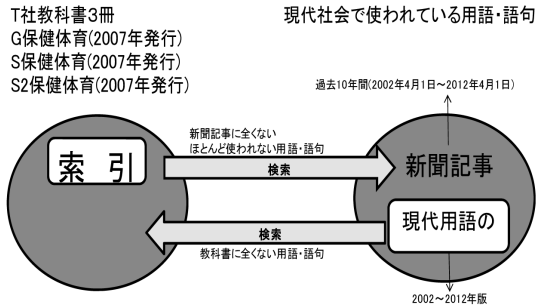 T社教科書3冊
G保健体育(2007年発行)
S保健体育(2007年発行)
S2保健体育(2007年発行)
現代社会で使われている用語・語句
過去10年間(2002年4月1日～2012年4月1日)
新聞記事に全くない
ほとんど使われない用語・語句
索 引
検索
新聞記事
現代用語の
検索
教科書に全くない用語・語句
2002～2012年版